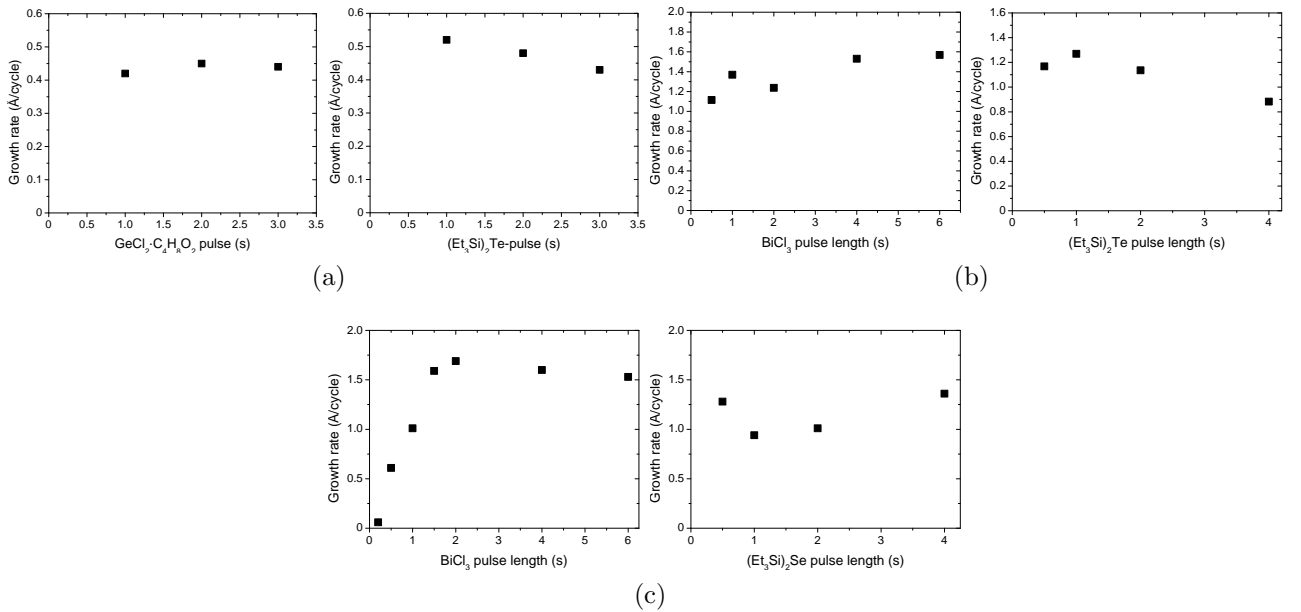 0.6
0.5
0.4
0.3
0.2
0.1
0
0.0 0.5 1.0 1.5 2.0 2.5 3.0 3.5
Growth rate (Å/cycle)
GeCl₂·C₄H₈O₂ pulse (s)
0.6
0.5
0.4
0.3
0.2
0.1
0
0.0 0.5 1.0 1.5 2.0 2.5 3.0 3.5
Growth rate (Å/cycle)
(Et₃Si)₂Te-pulse (s)
(a)
2.0
1.8
1.6
1.4
1.2
1.0
0.8
0.6
0.4
0.2
0
0 1 2 3 4 5 6
Growth rate (A/cycle)
BiCl₃ pulse length (s)
1.6
1.4
1.2
1.0
0.8
0.6
0.4
0.2
0
0 1 2 3 4
Growth rate (A/cycle)
(Et₃Si)₂Te pulse length (s)
(b)
2.0
1.5
1.0
0.5
0
0 1 2 3 4 5 6
Growth rate (A/cycle)
BiCl₃ pulse length (s)
2.0
1.5
1.0
0.5
0
0 1 2 3 4
Growth rate (A/cycle)
(Et₃Si)₂Se pulse length (s)
(c)